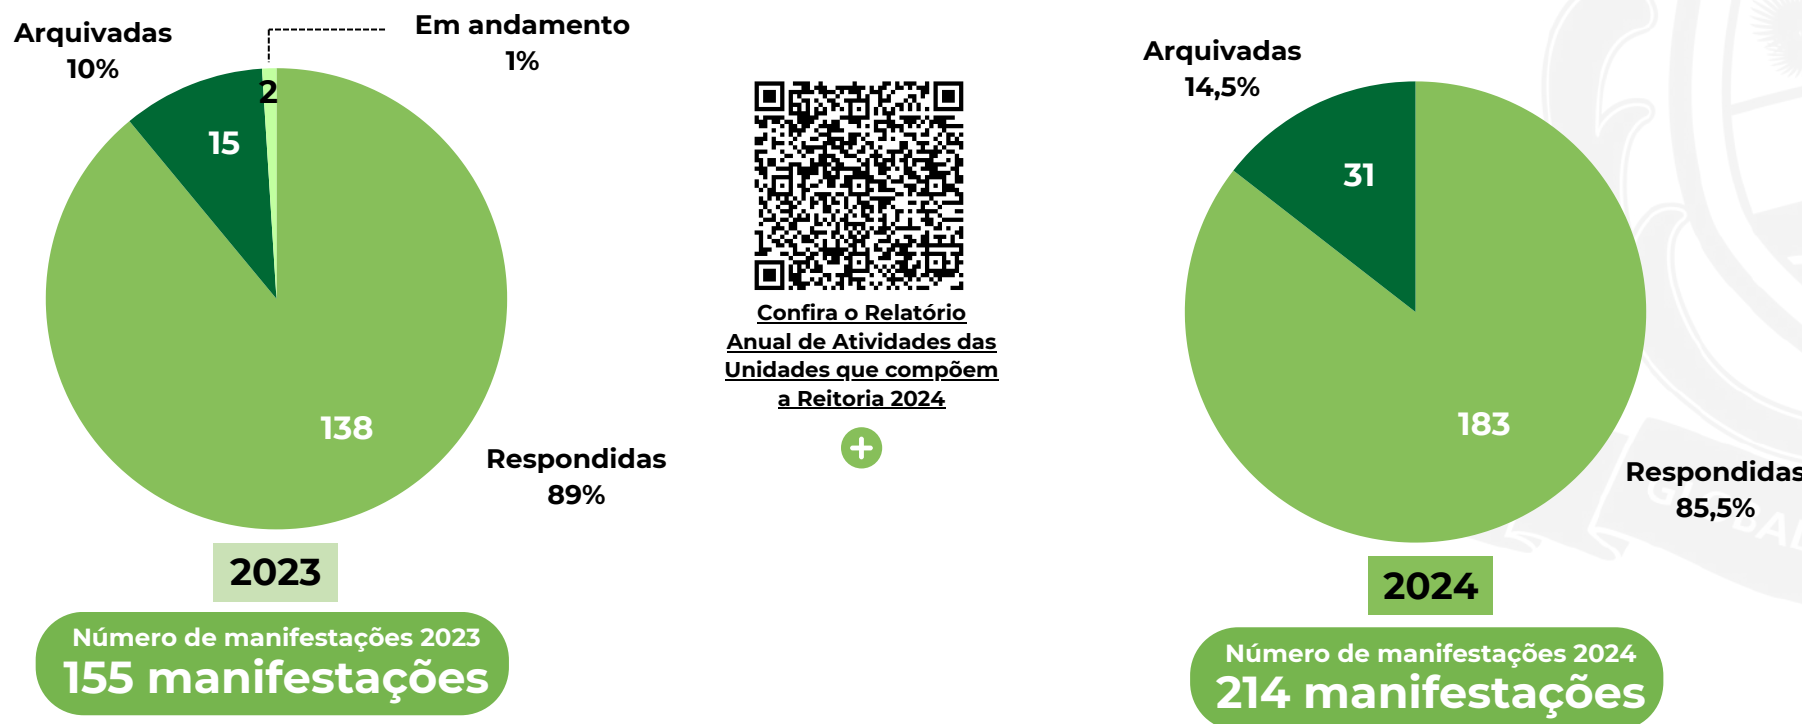 Arquivadas
10%
Em andamento
1%
2
15
138
Respondidas
89%
2023
Número de manifestações 2023
155 manifestações
Confira o Relatório
Anual de Atividades das
Unidades que compõem
a Reitoria 2024
Arquivadas
14,5%
31
183
Respondidas
85,5%
2024
Número de manifestações 2024
214 manifestações